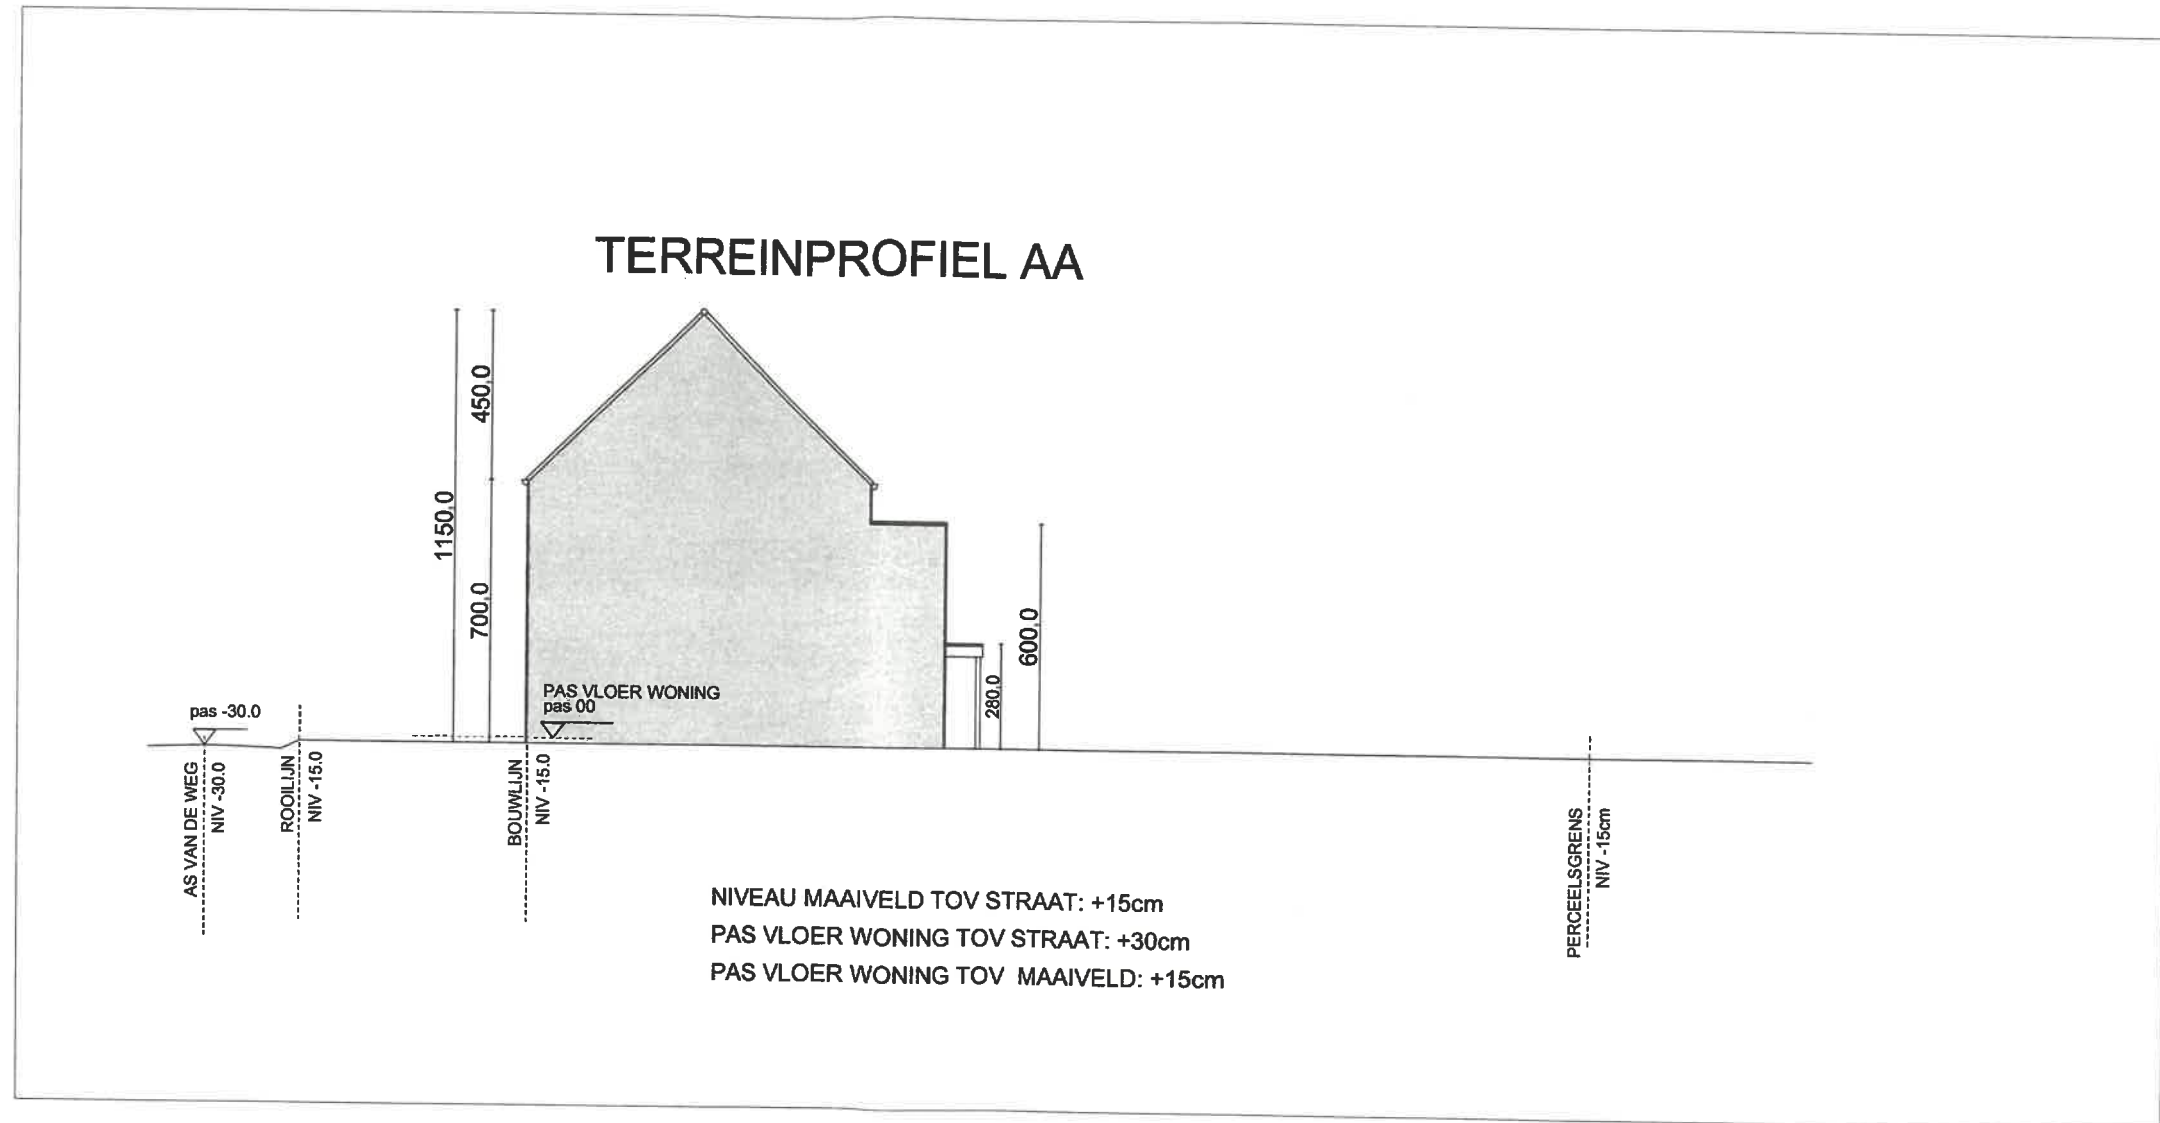 TERREINPROFIEL AA
450,0
1150,0
700,0
600,0
280,0
PAS VLOER WONING
pas 00
pas -30.0
AS VAN DE WEG
NIV -30.0
ROOILIJN
NIV -15.0
BOUWLIJN
NIV -15.0
PERCEELSGRENS
NIV -15cm
NIVEAU MAAIVELD TOV STRAAT: +15cm
PAS VLOER WONING TOV STRAAT: +30cm
PAS VLOER WONING TOV MAAIVELD: +15cm